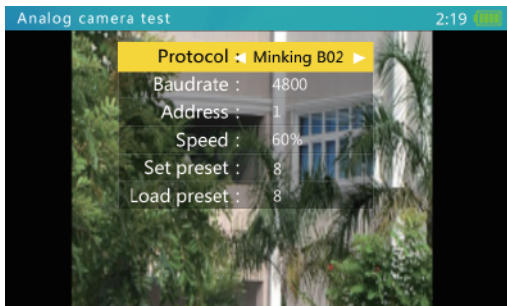 Analog camera test 2:19
Protocol : Minking B02
Baudrate : 4800
Address : 1
Speed : 60%
Set preset : 8
Load preset : 8